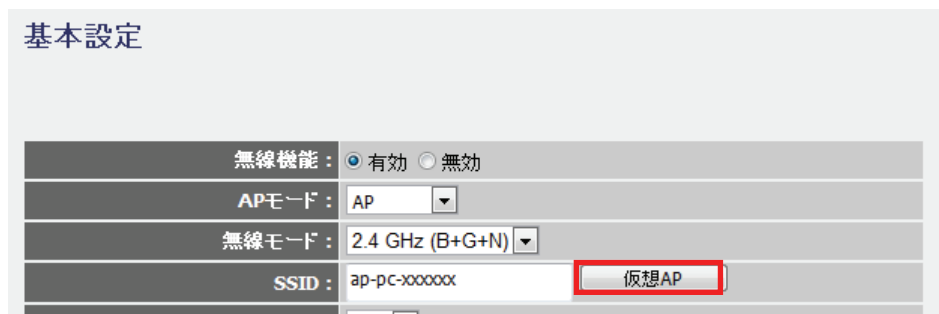 基本設定
無線機能： 有効 無効
APモード： AP
無線モード： 2.4 GHz (B+G+N)
SSID： ap-pc-xxxxxx 仮想AP